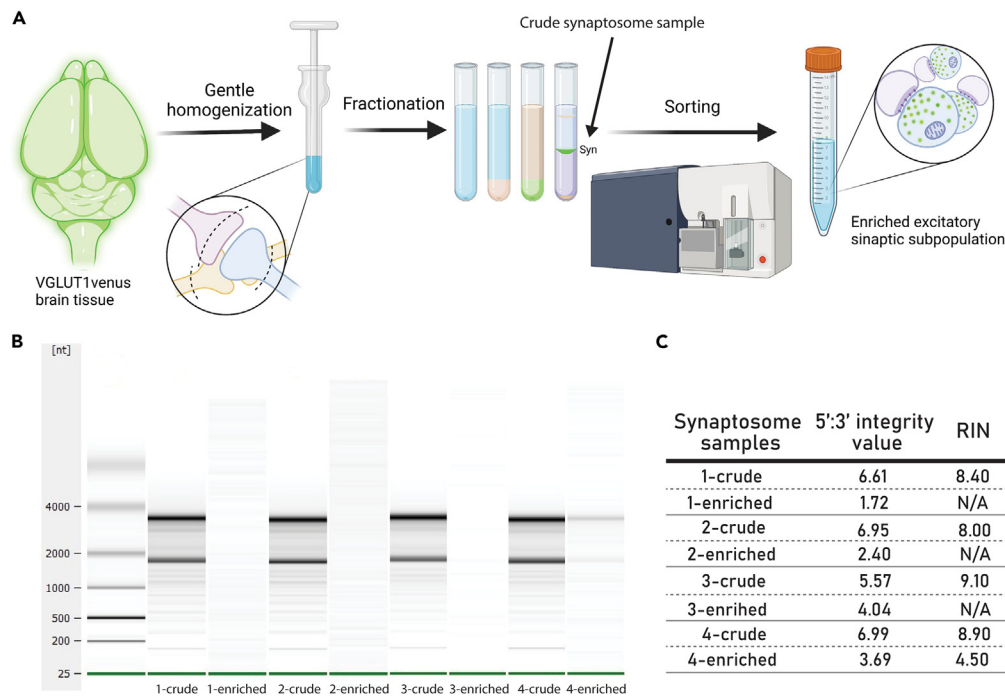 A
Crude synaptosome sample
Gentle
homogenization
Fractionation
Sorting
Syn
VGLUT1venus
brain tissue
Enriched excitatory
sinaptic subpopulation
B
[nt]
4000
2000
1000
500
200
25
1-crude 1-enriched 2-crude 2-enriched 3-crude 3-enriched 4-crude 4-enriched
C
Synaptosome samples 5':3' integrity value RIN
1-crude 6.61 8.40
1-enriched 1.72 N/A
2-crude 6.95 8.00
2-enriched 2.40 N/A
3-crude 5.57 9.10
3-enrihed 4.04 N/A
4-crude 6.99 8.90
4-enriched 3.69 4.50